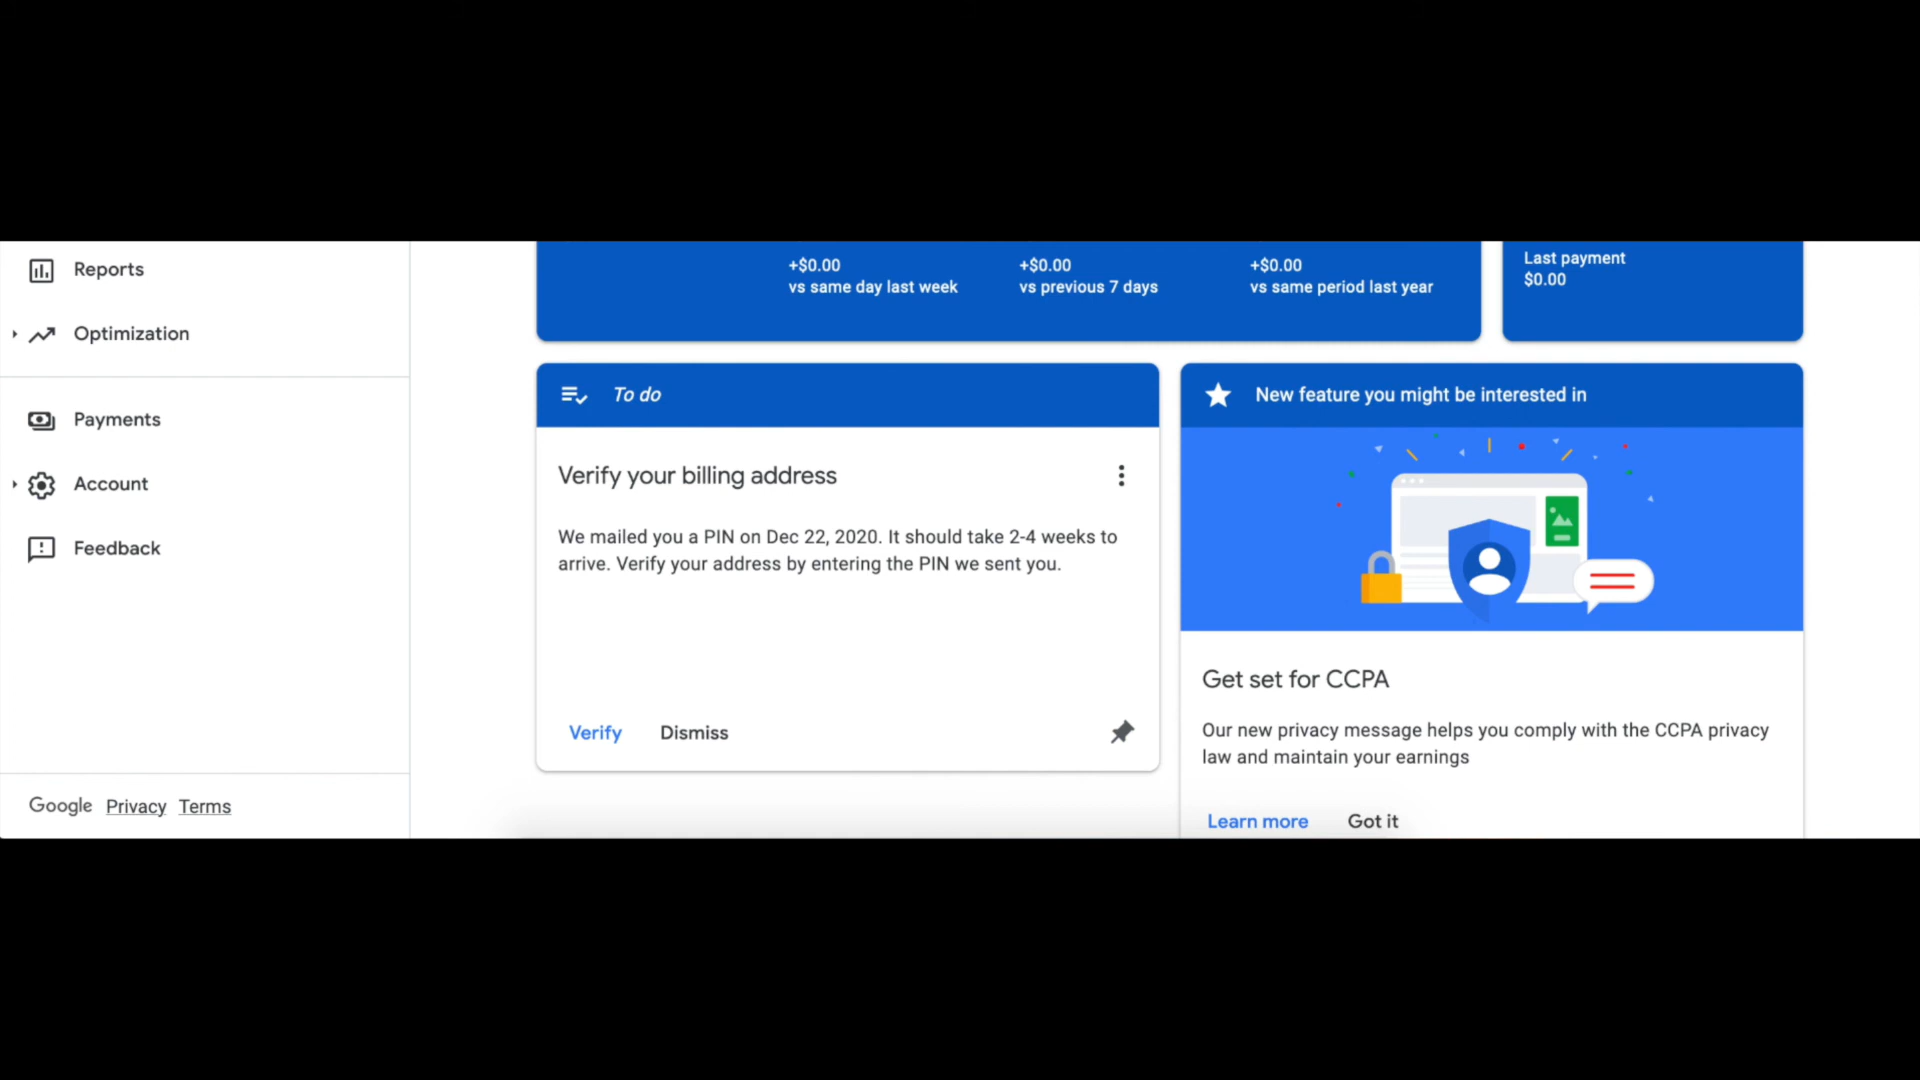 Reports
Optimization
Payments
Account
Feedback
Google Privacy Terms
+$0.00
vs same day last week
+$0.00
vs previous 7 days
+$0.00
vs same period last year
Last payment
$0.00
To do
Verify your billing address
We mailed you a PIN on Dec 22, 2020. It should take 2-4 weeks to
arrive. Verify your address by entering the PIN we sent you.
Verify Dismiss
New feature you might be interested in
Get set for CCPA
Our new privacy message helps you comply with the CCPA privacy
law and maintain your earnings
Learn more Got it